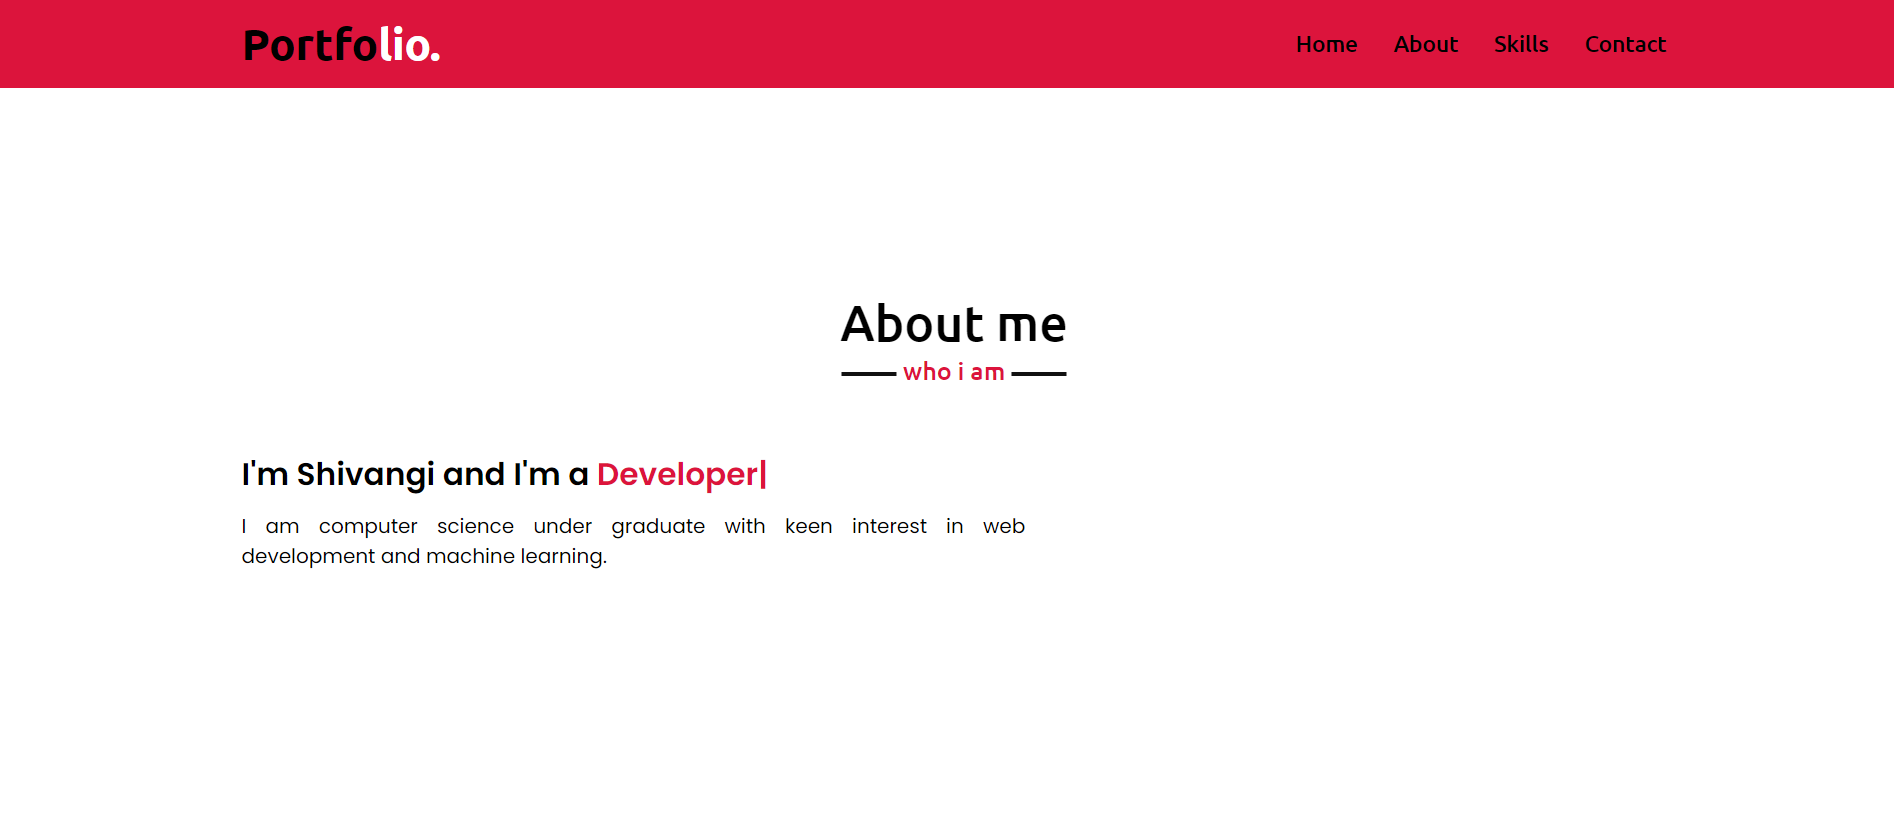 Portfolio.
Home About Skills Contact
About me
who i am
I'm Shivangi and I'm a Developer|
I am computer science under graduate with keen interest in web
development and machine learning.